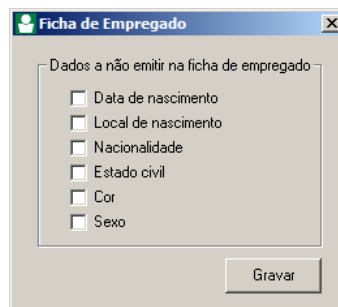 Ficha de Empregado
Dados a não emitir na ficha de empregado
Data de nascimento
Local de nascimento
Nacionalidade
Estado civil
Cor
Sexo
Gravar